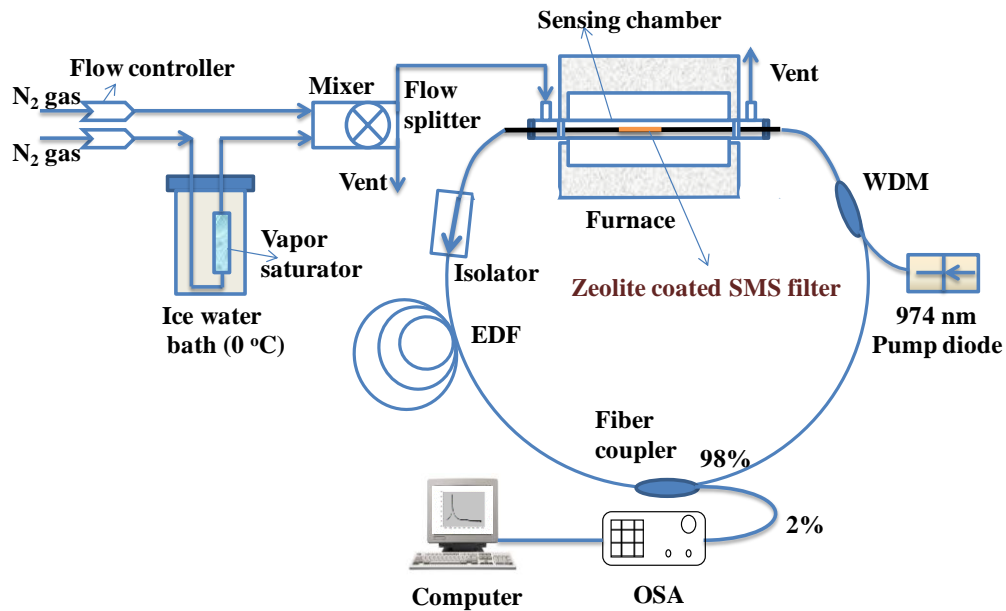 Sensing chamber
Flow controller
N₂ gas
Mixer
Flow
splitter
Vent
N₂ gas
Vent
WDM
Furnace
Vapor
saturator
Isolator
Zeolite coated SMS filter
Ice water
bath (0 °C)
EDF
974 nm
Pump diode
Fiber
coupler
98%
2%
Computer
OSA